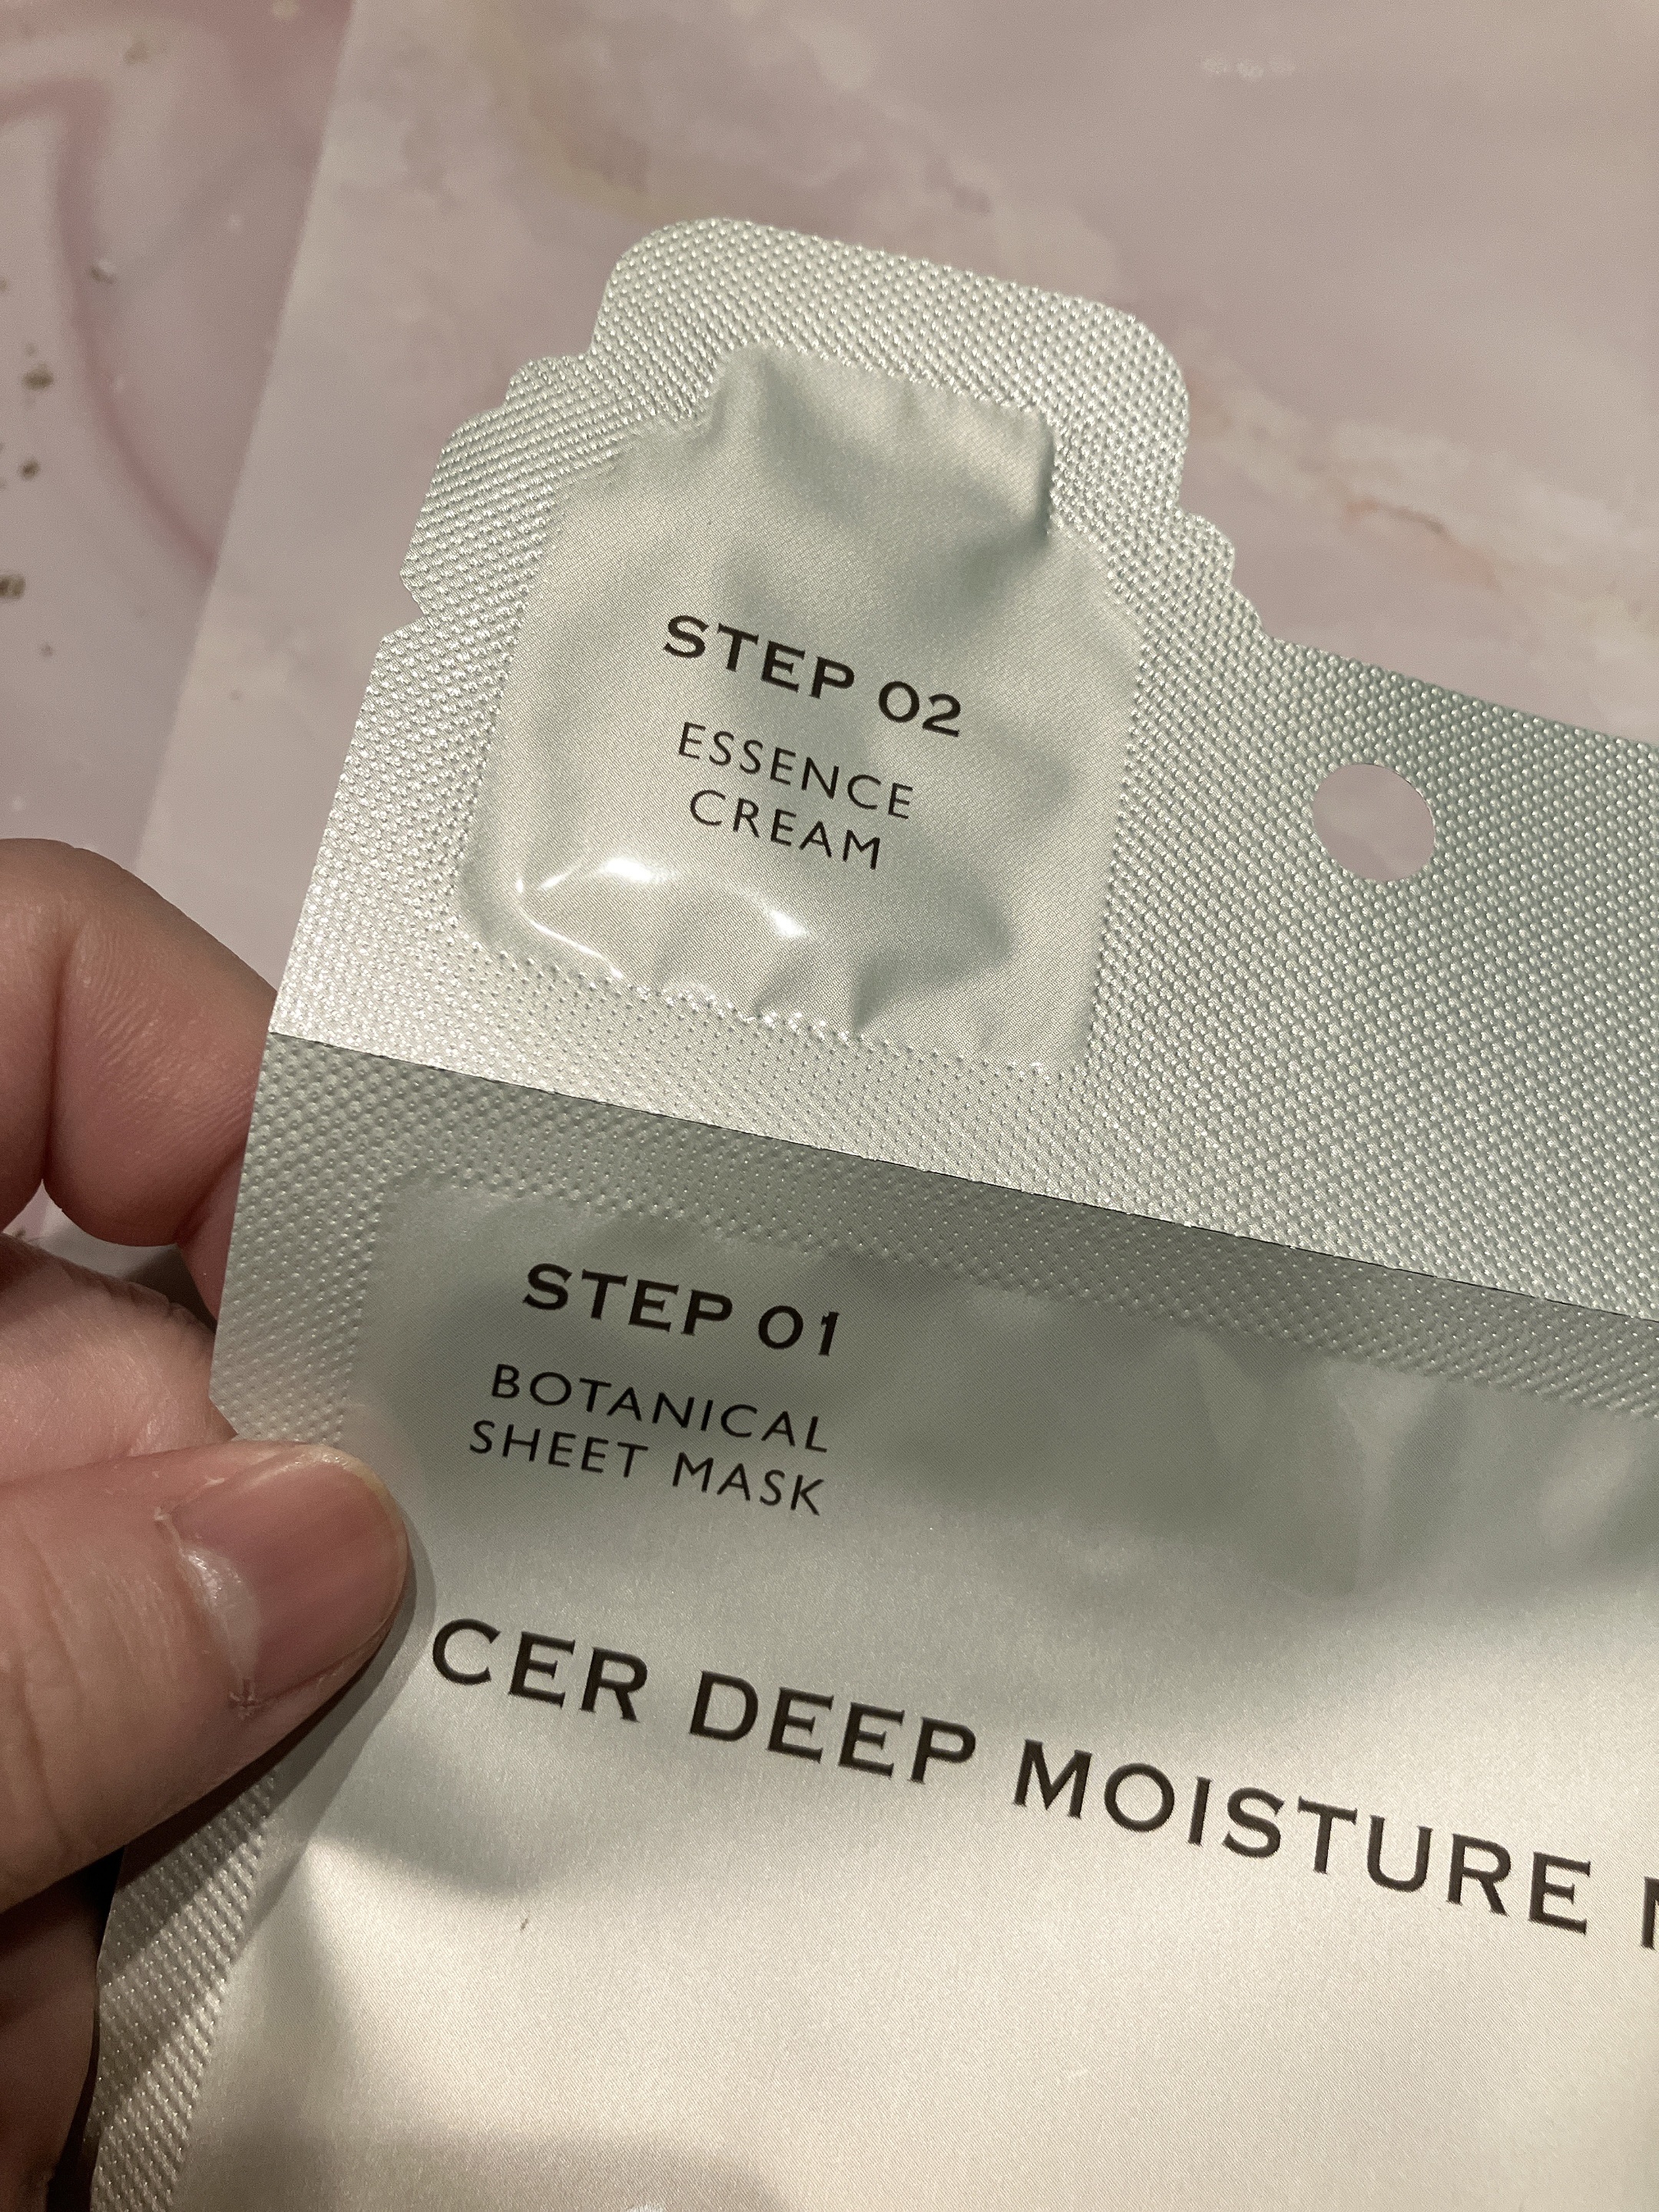 STEP 02
ESSENCE
CREAM
STEP 01
BOTANICAL
SHEET MASK
CER DEEP MOISTURE